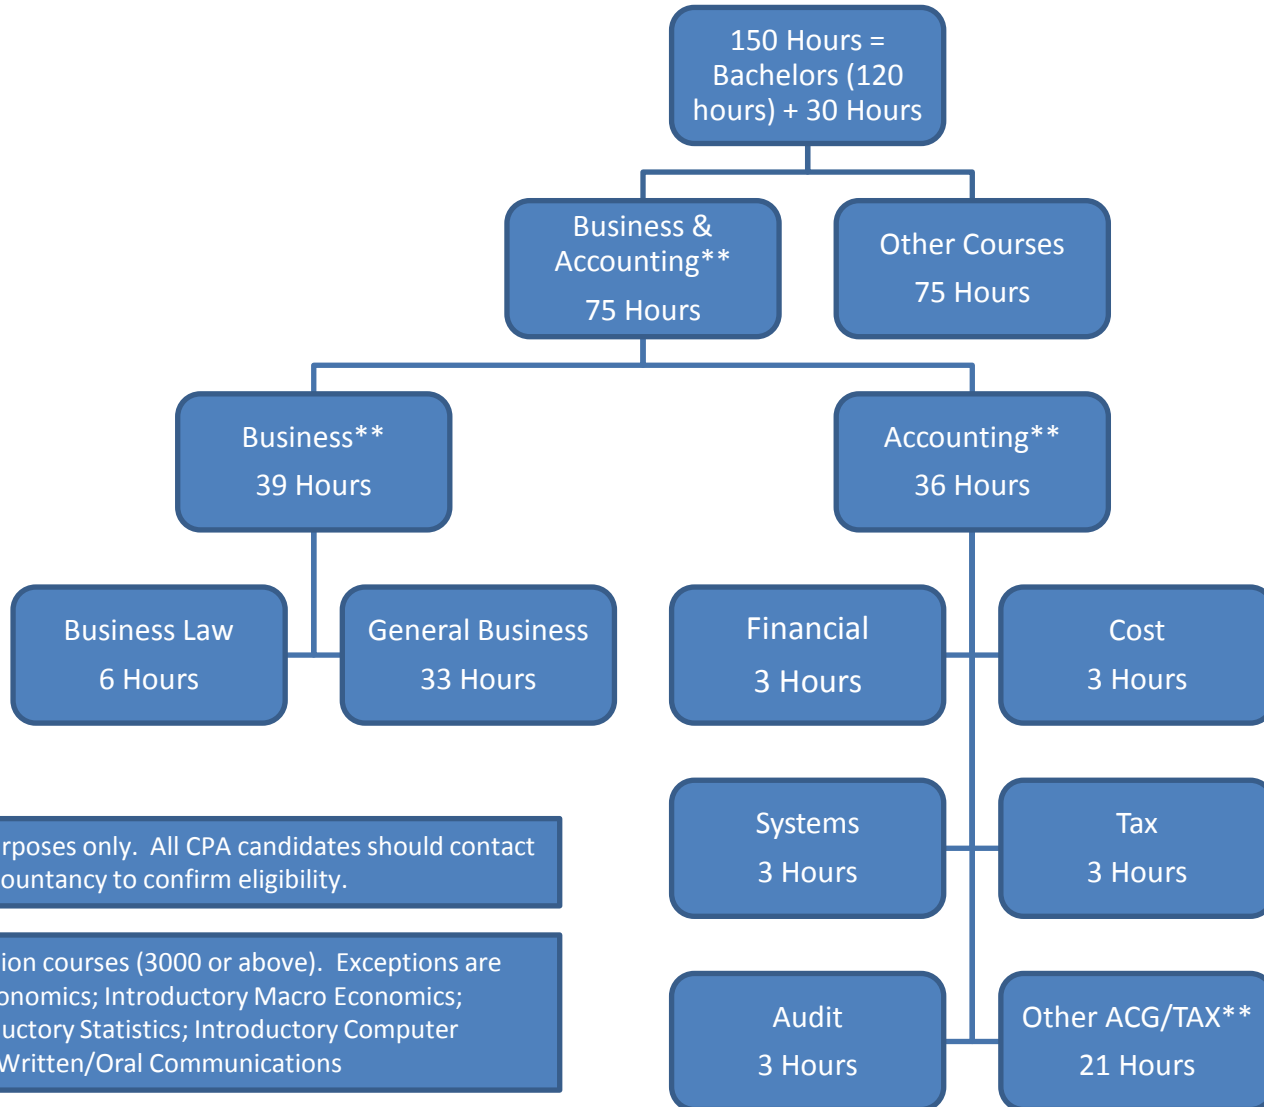 150 Hours =
Bachelors (120
hours) + 30 Hours
Business &
Accounting**
75 Hours
Other Courses
75 Hours
Business**
39 Hours
Accounting**
36 Hours
Business Law
6 Hours
General Business
33 Hours
Financial
3 Hours
Cost
3 Hours
Systems
3 Hours
Tax
3 Hours
Audit
3 Hours
Other ACG/TAX**
21 Hours
rposes only.  All CPA candidates should contact
ountancy to confirm eligibility.
ion courses (3000 or above).  Exceptions are
onomics; Introductory Macro Economics;
uctory Statistics; Introductory Computer
Written/Oral Communications